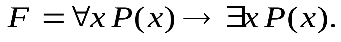 F = ∀x P(x) → ∃x P(x).